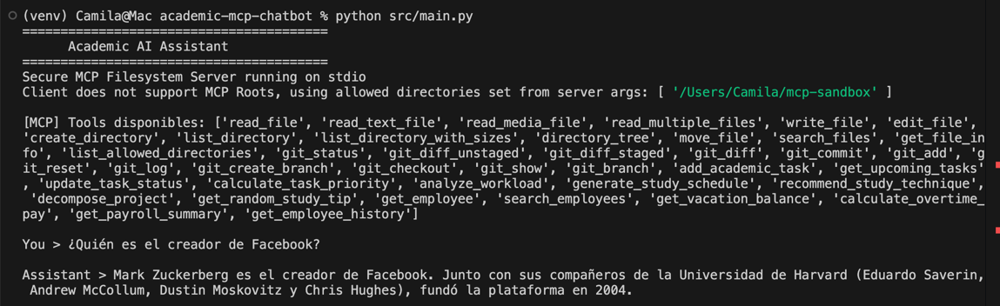 (venv) Camila@Mac academic-mcp-chatbot % python src/main.py
========================================
Academic AI Assistant
========================================
Secure MCP Filesystem Server running on stdio
Client does not support MCP Roots, using allowed directories set from server args: [ '/Users/Camila/mcp-sandbox' ]
[MCP] Tools disponibles: ['read_file', 'read_text_file', 'read_media_file', 'read_multiple_files', 'write_file', 'edit_file',
'create_directory', 'list_directory', 'list_directory_with_sizes', 'directory_tree', 'move_file', 'search_files', 'get_file_in
fo', 'list_allowed_directories', 'git_status', 'git_diff_unstaged', 'git_diff_staged', 'git_diff', 'git_commit', 'git_add', 'g
it_reset', 'git_log', 'git_create_branch', 'git_checkout', 'git_show', 'git_branch', 'add_academic_task', 'get_upcoming_tasks'
, 'update_task_status', 'calculate_task_priority', 'analyze_workload', 'generate_study_schedule', 'recommend_study_technique',
'decompose_project', 'get_random_study_tip', 'get_employee', 'search_employees', 'get_vacation_balance', 'calculate_overtime_
pay', 'get_payroll_summary', 'get_employee_history']
You > ¿Quién es el creador de Facebook?
Assistant > Mark Zuckerberg es el creador de Facebook. Junto con sus compañeros de la Universidad de Harvard (Eduardo Saverin,
Andrew McCollum, Dustin Moskovitz y Chris Hughes), fundó la plataforma en 2004.